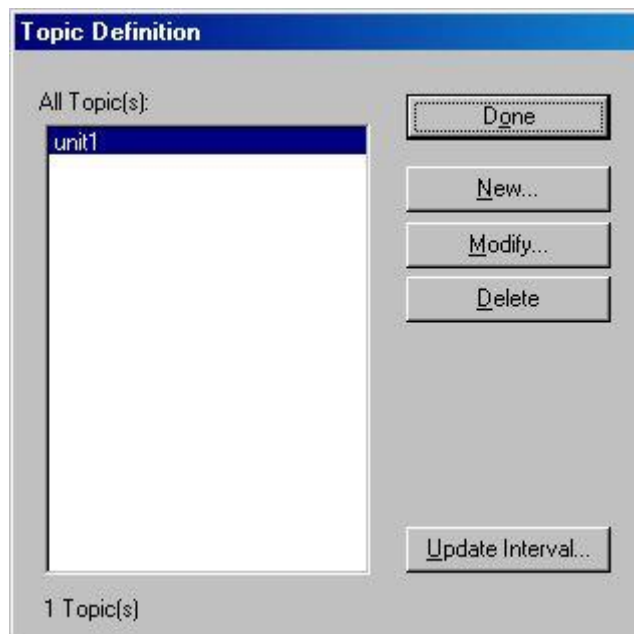 Topic Definition
All Topic(s):
unit1
Done
New...
Modify...
Delete
Update Interval...
1 Topic(s)